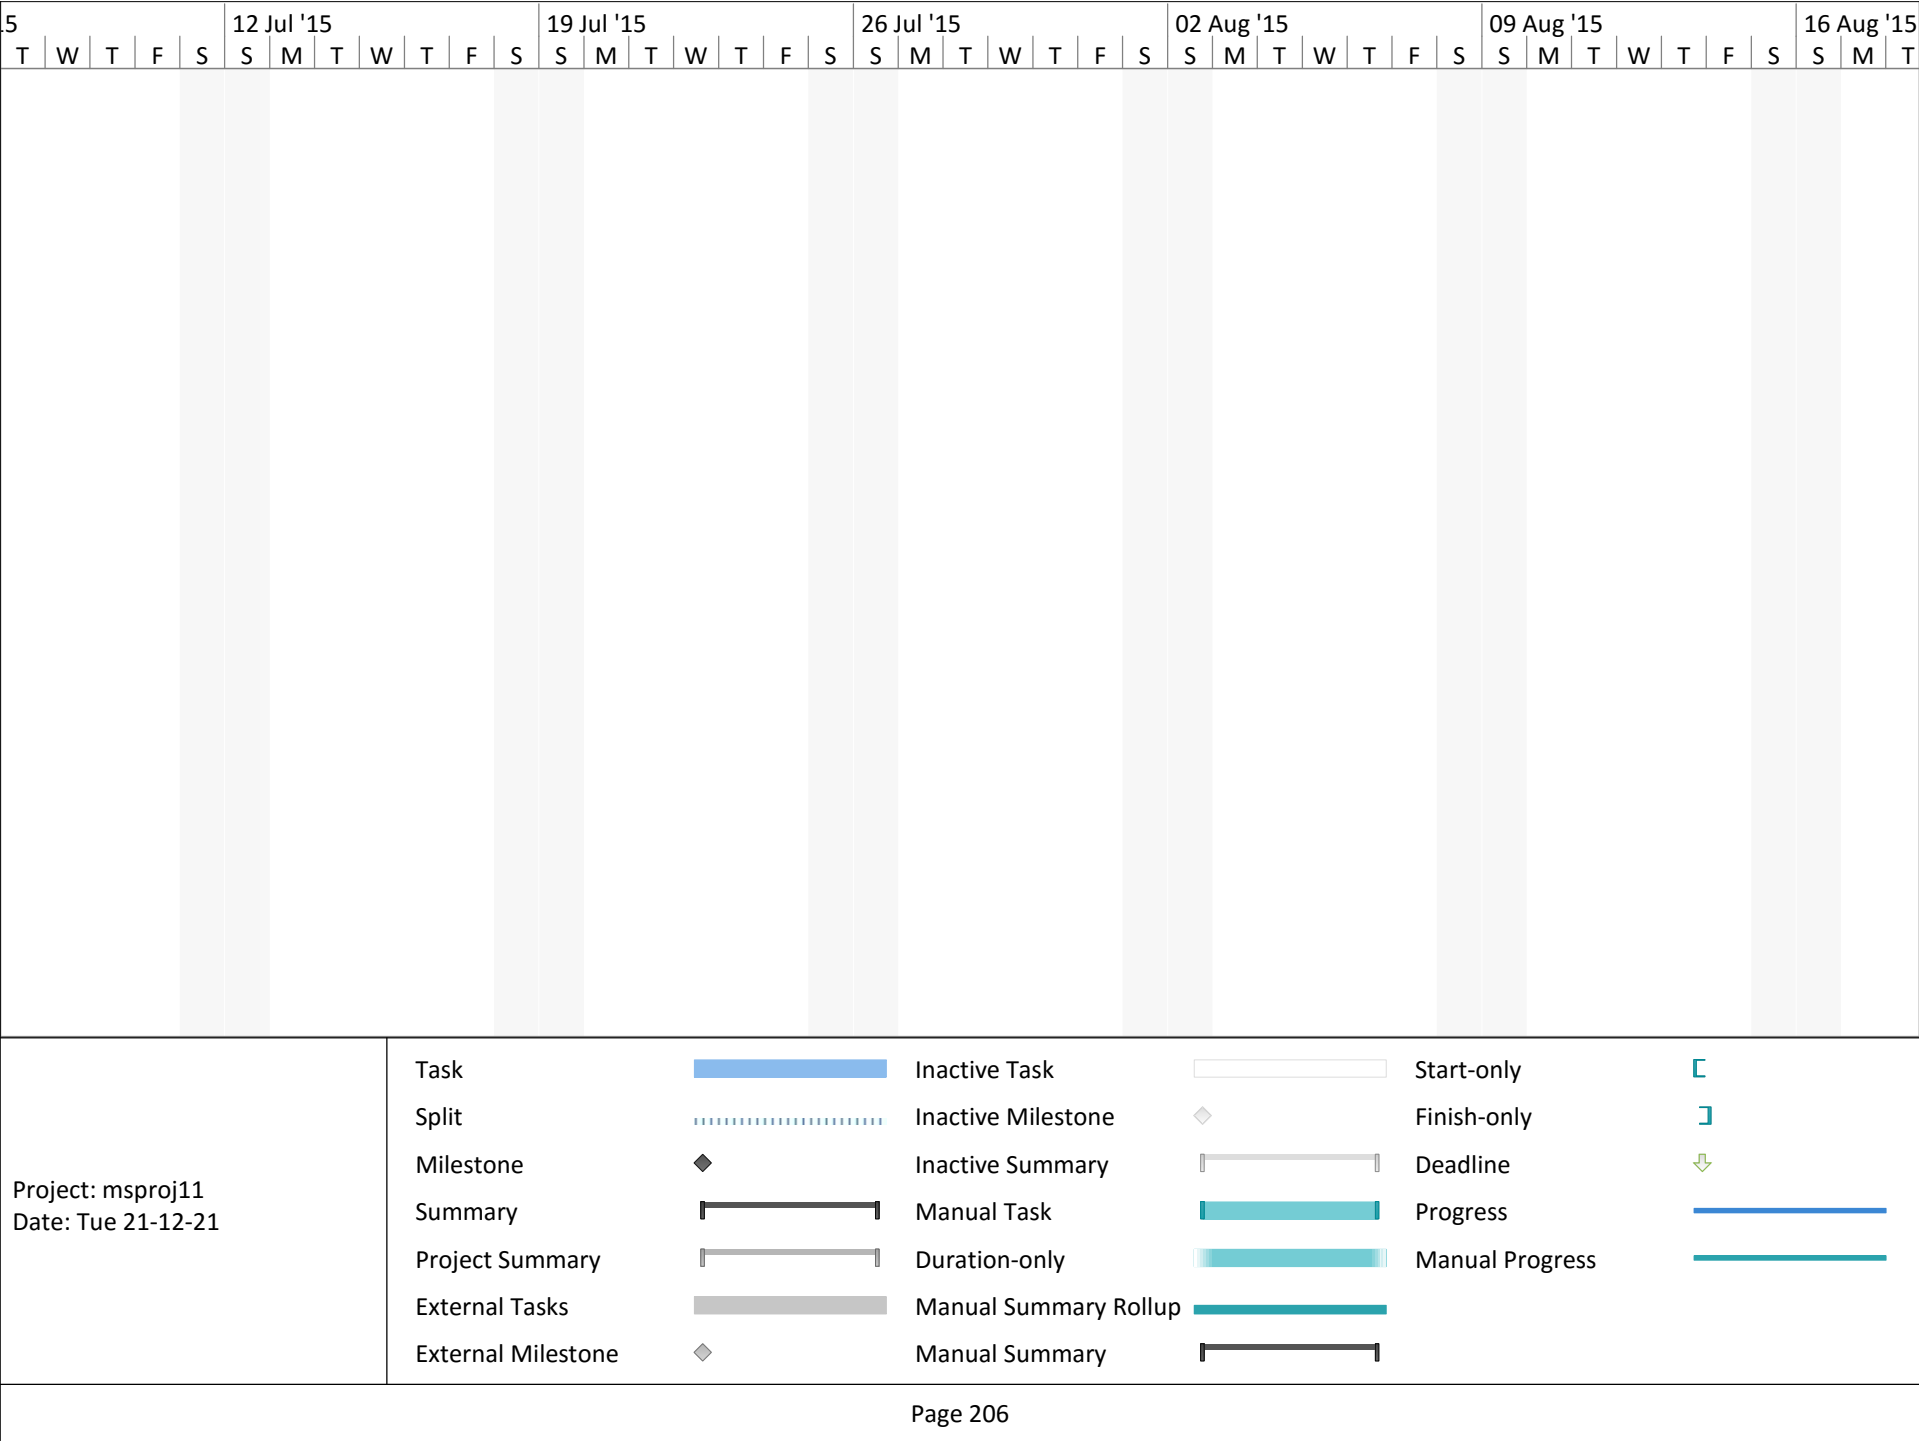 12 Jul '15 19 Jul '15 26 Jul '15 02 Aug '15 09 Aug '15 16 Aug '15
T W T F S S M T W T F S S M T W T F S S M T W T F S S M T W T F S S M T W T F S S M T
Task Inactive Task Start-only
Split Inactive Milestone Finish-only
Milestone Inactive Summary Deadline
Project: msproj11
Date: Tue 21-12-21
Summary Manual Task Progress
Project Summary Duration-only Manual Progress
External Tasks Manual Summary Rollup
External Milestone Manual Summary
Page 206